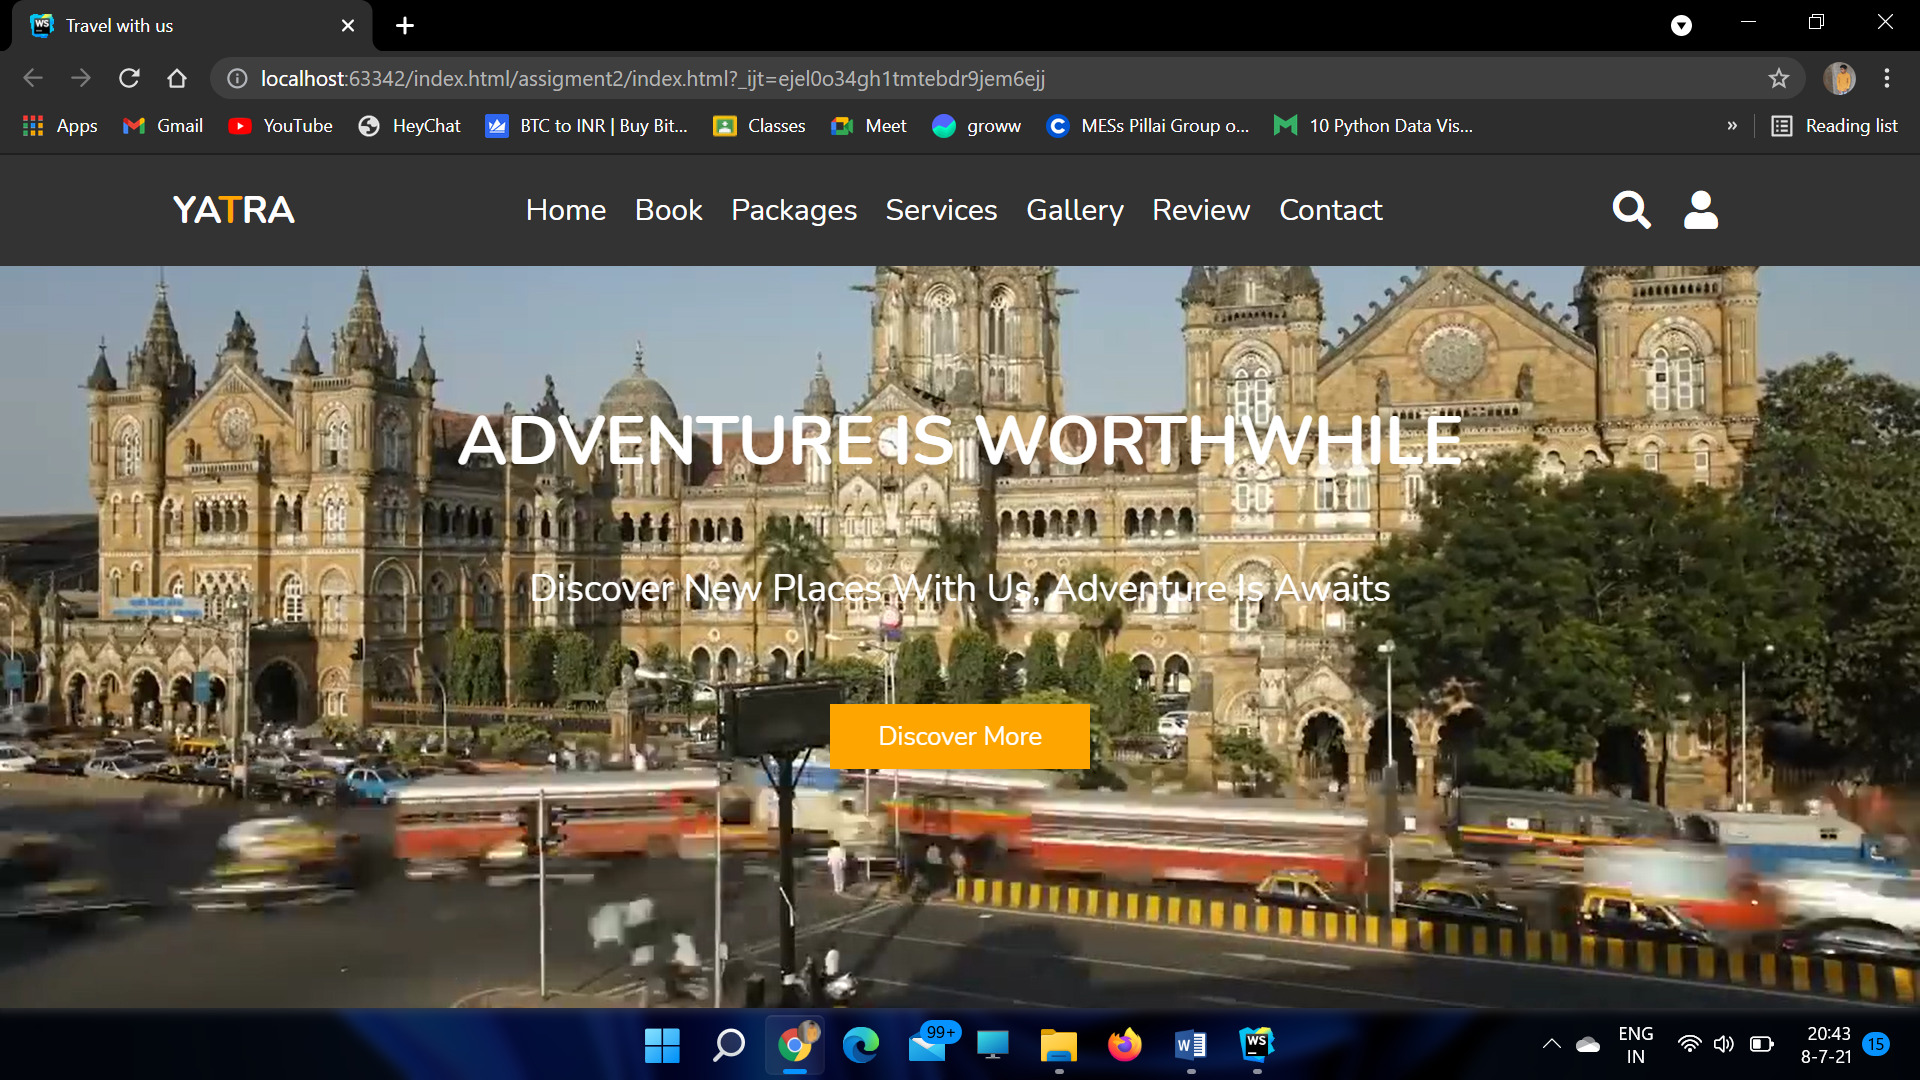 Travel with us
localhost:63342/index.html/assigment2/index.html?_ijt=ejel0o34gh1tmtebdr9jem6ejj
Apps Gmail YouTube HeyChat BTC to INR | Buy Bit... Classes Meet groww MESs Pillai Group o... 10 Python Data Vis... » Reading list
YATRA Home Book Packages Services Gallery Review Contact
ADVENTURE IS WORTHWHILE
Discover New Places With Us, Adventure Is Awaits
Discover More
99+
WS
ENG
IN
20:43
8-7-21
15